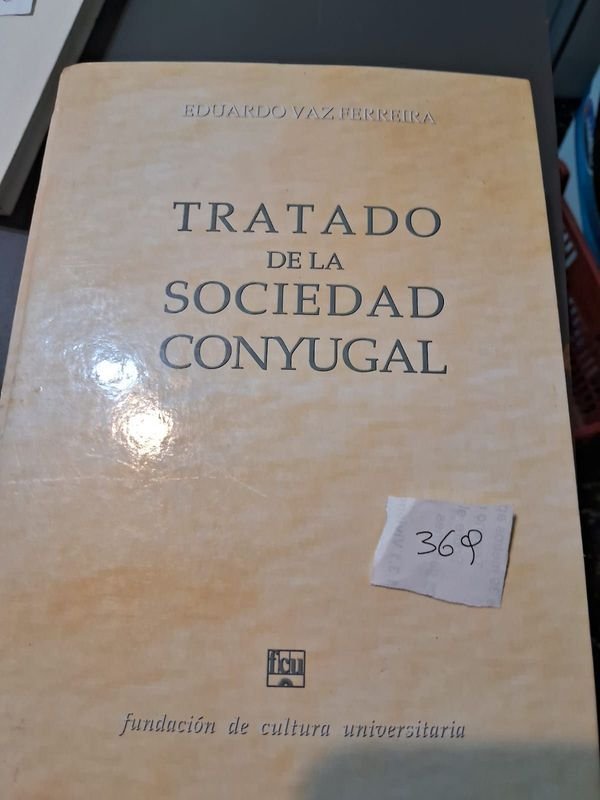 EDUARDO VAZ FERREIRA
TRATADO
DE LA
SOCIEDAD
CONYUGAL
369
fcu
fundación de cultura universitaria